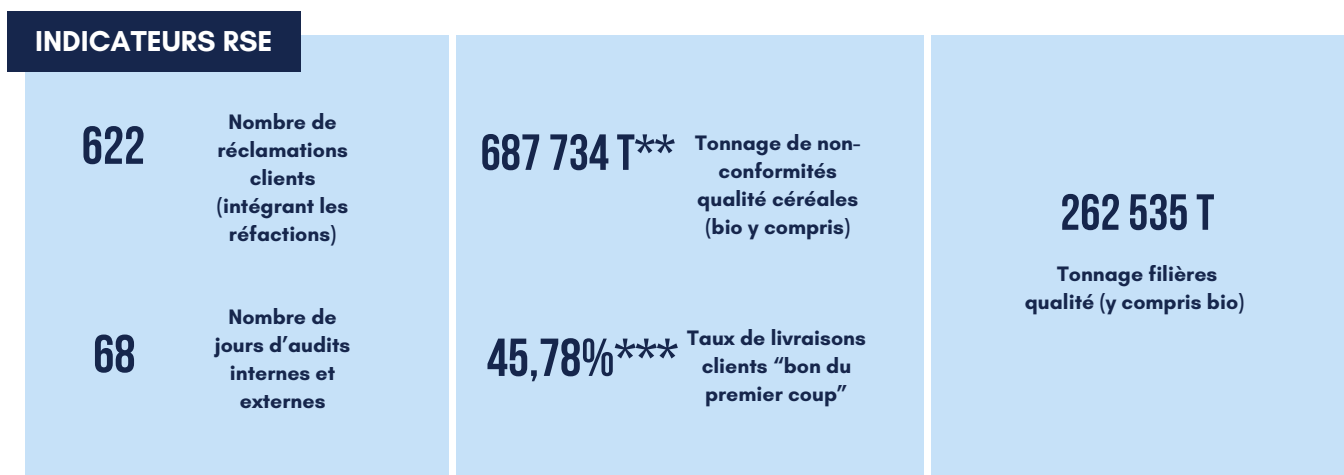 INDICATEURS RSE
622
Nombre de
réclamations
clients
(intégrant les
réfactions)
68
Nombre de
jours d’audits
internes et
externes
687 734 T**
Tonnage de non-
conformités
qualité céréales
(bio y compris)
45,78%***
Taux de livraisons
clients “bon du
premier coup”
262 535 T
Tonnage filières
qualité (y compris bio)